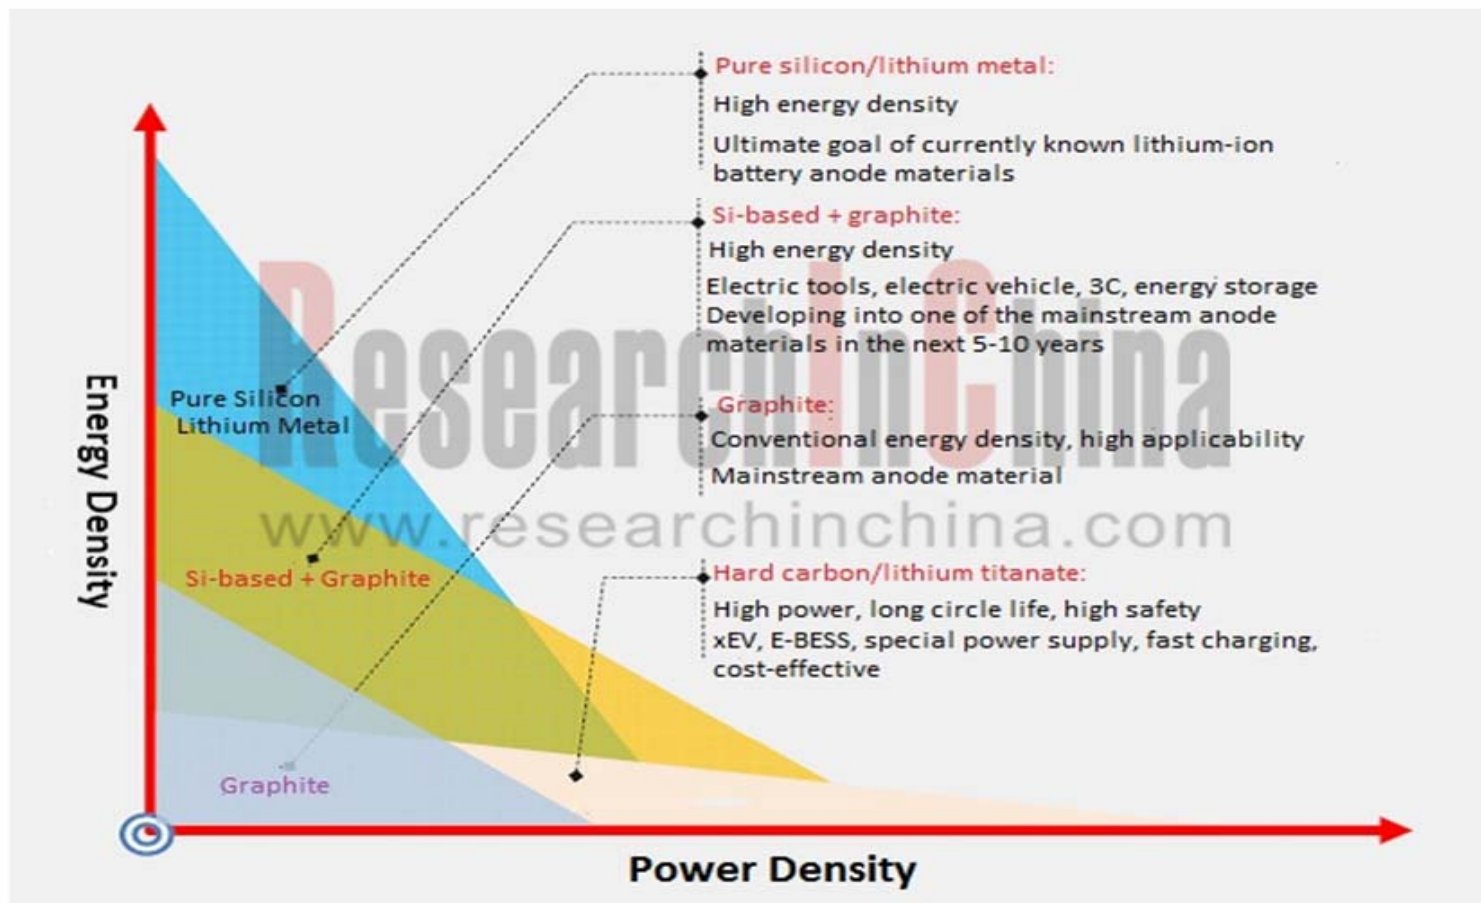 Pure silicon/lithium metal:
High energy density
Ultimate goal of currently known lithium-ion
battery anode materials
Si-based + graphite:
High energy density
Electric tools, electric vehicle, 3C, energy storage
Developing into one of the mainstream anode
materials in the next 5-10 years
Graphite:
Conventional energy density, high applicability
Mainstream anode material
Hard carbon/lithium titanate:
High power, long circle life, high safety
xEV, E-BESS, special power supply, fast charging,
cost-effective
Energy Density
Pure Silicon
Lithium Metal
Si-based + Graphite
Graphite
Power Density
ResearchInChina
www.researchinchina.com